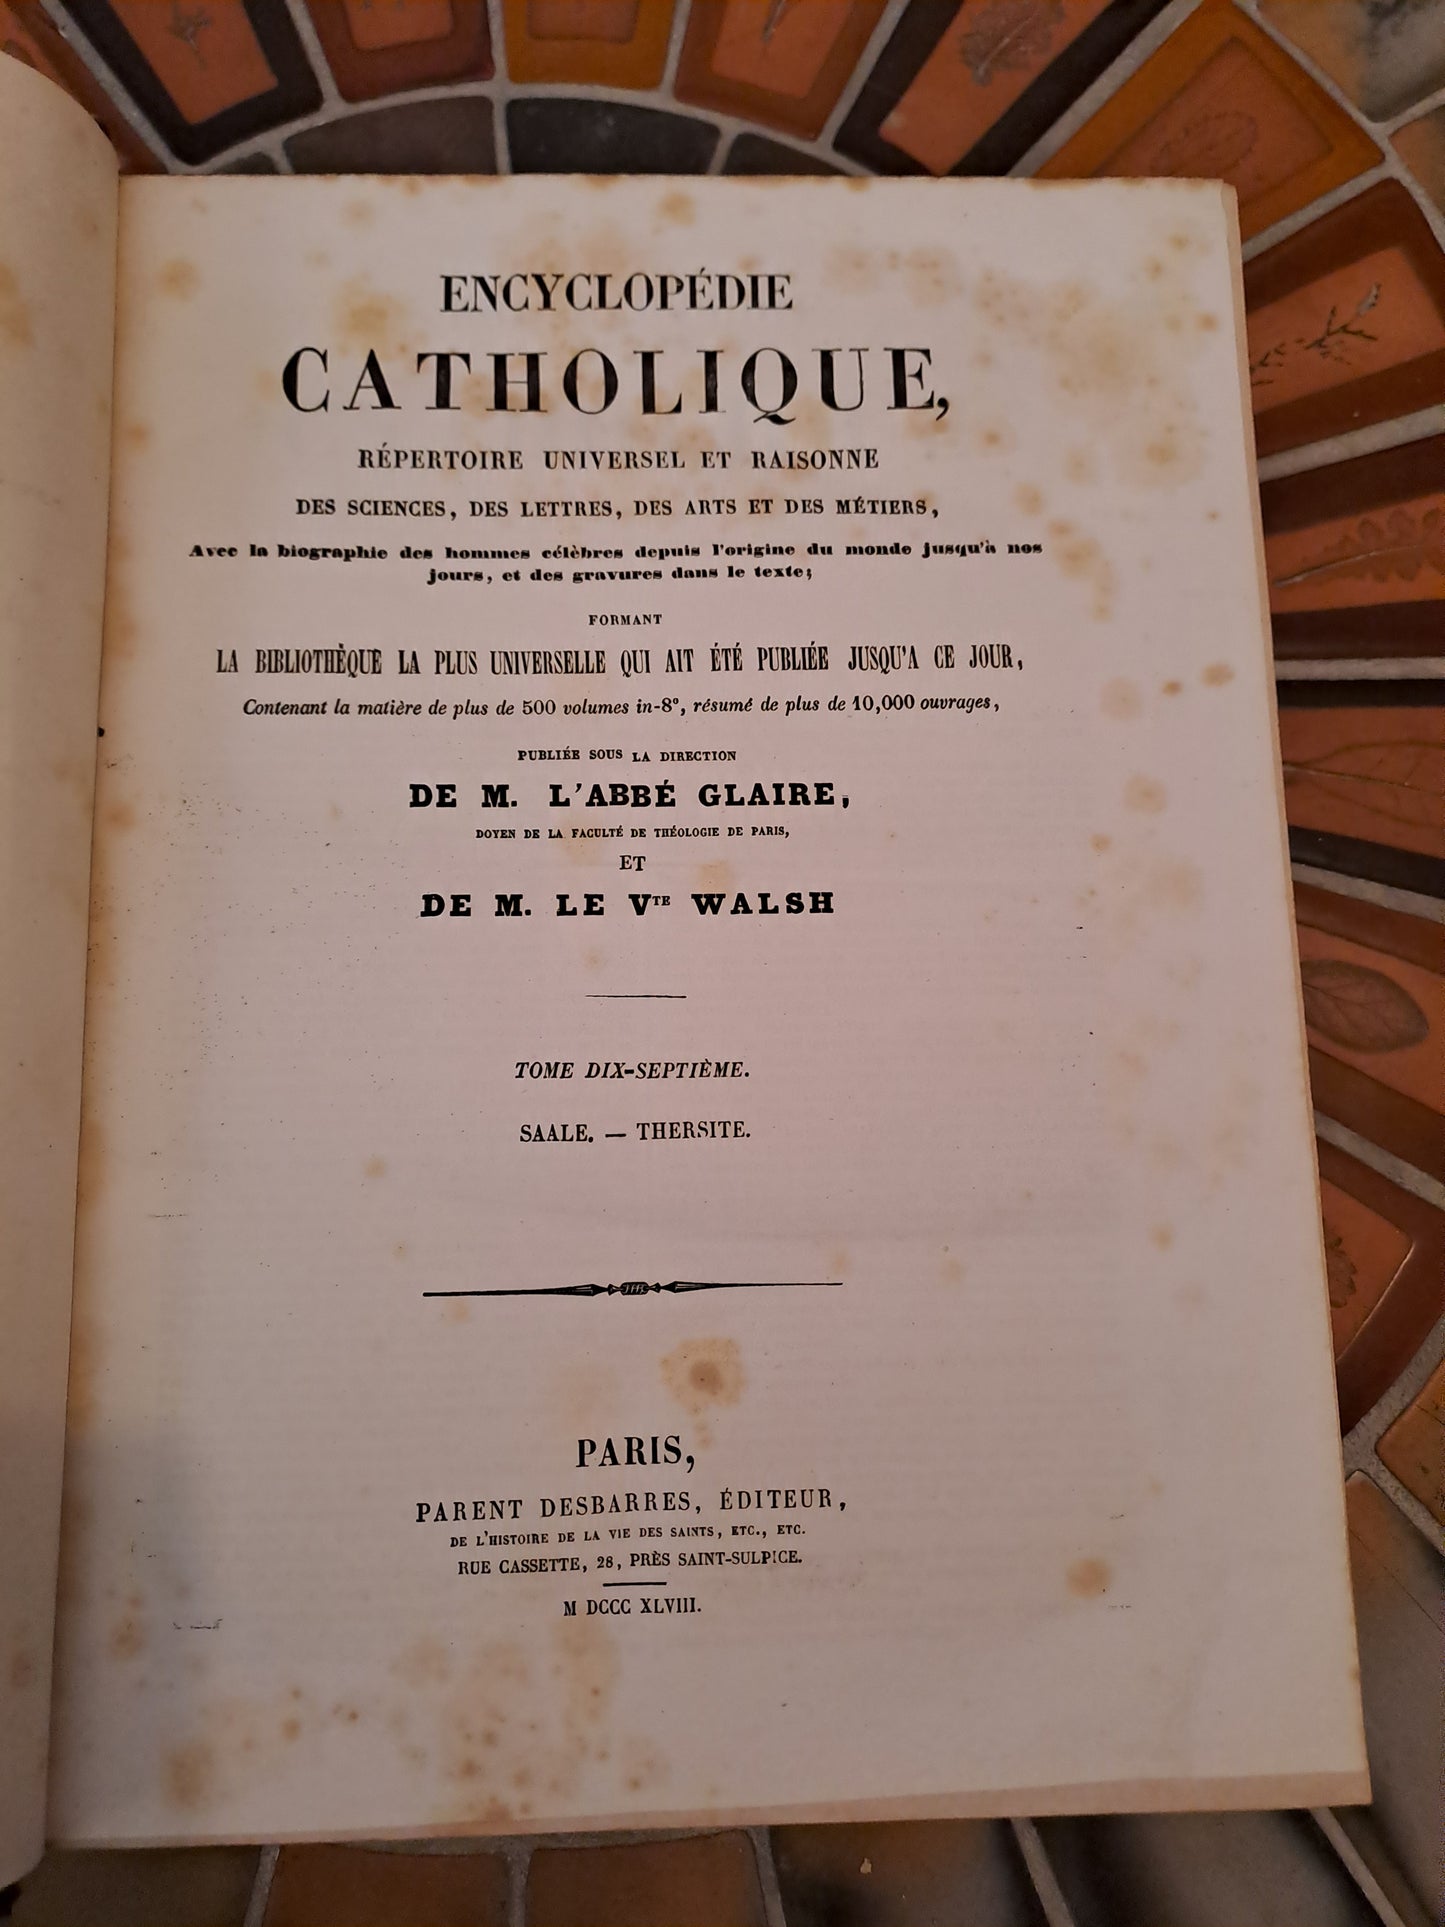 ENCYCLOPÉDIE
CATHOLIQUE,
RÉPERTOIRE UNIVERSEL ET RAISONNE
DES SCIENCES, DES LETTRES, DES ARTS ET DES MÉTIERS,
Avec la biographie des hommes célèbres depuis l'origine du monde jusqu'à nos
jours, et des gravures dans le texte;
FORMANT
LA BIBLIOTHÈQUE LA PLUS UNIVERSELLE QUI AIT ÉTÉ PUBLIÉE JUSQU'A CE JOUR,
Contenant la matière de plus de 500 volumes in-8°, résumé de plus de 10,000 ouvrages,
PUBLIÉE SOUS LA DIRECTION
DE M. L'ABBÉ GLAIRE,
DOYEN DE LA FACULTÉ DE THÉOLOGIE DE PARIS,
ET
DE M. LE VTE WALSH
TOME DIX-SEPTIÈME.
SAALE. — THERSITE.
PARIS,
PARENT DESBARRES, ÉDITEUR,
DE L'HISTOIRE DE LA VIE DES SAINTS, ETC., ETC.
RUE CASSETTE, 28, PRÈS SAINT-SULPICE.
M DCCC XLVIII.